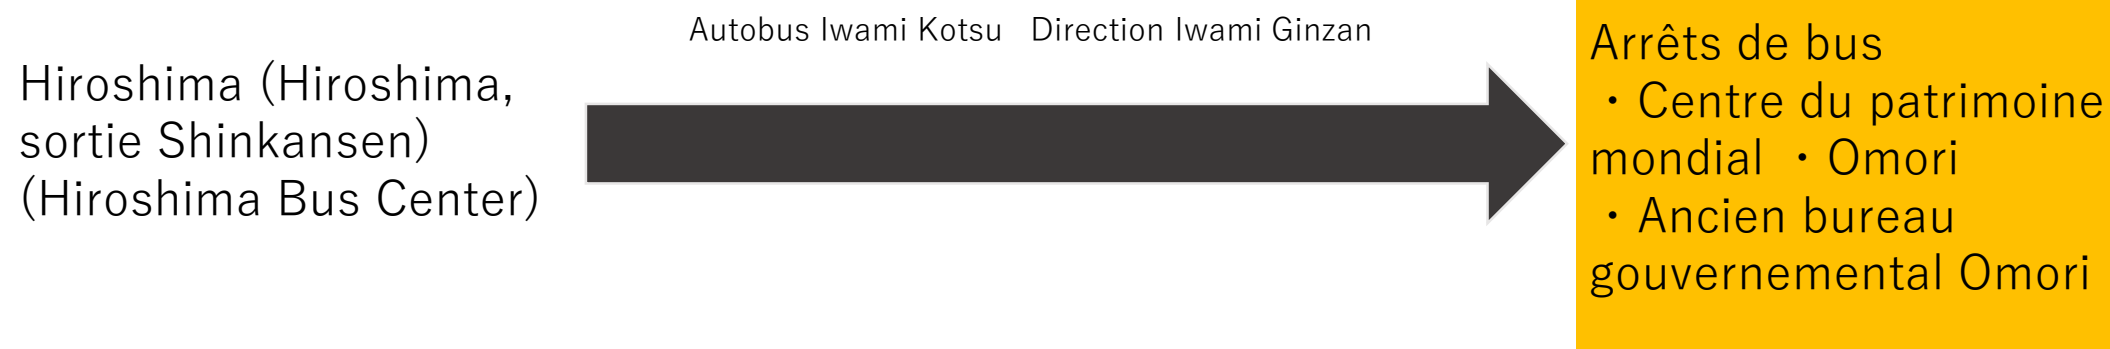 Autobus Iwami Kotsu Direction Iwami Ginzan
Hiroshima (Hiroshima,
sortie Shinkansen)
(Hiroshima Bus Center)
Arrêts de bus
・Centre du patrimoine
mondial ・Omori
・Ancien bureau
gouvernemental Omori